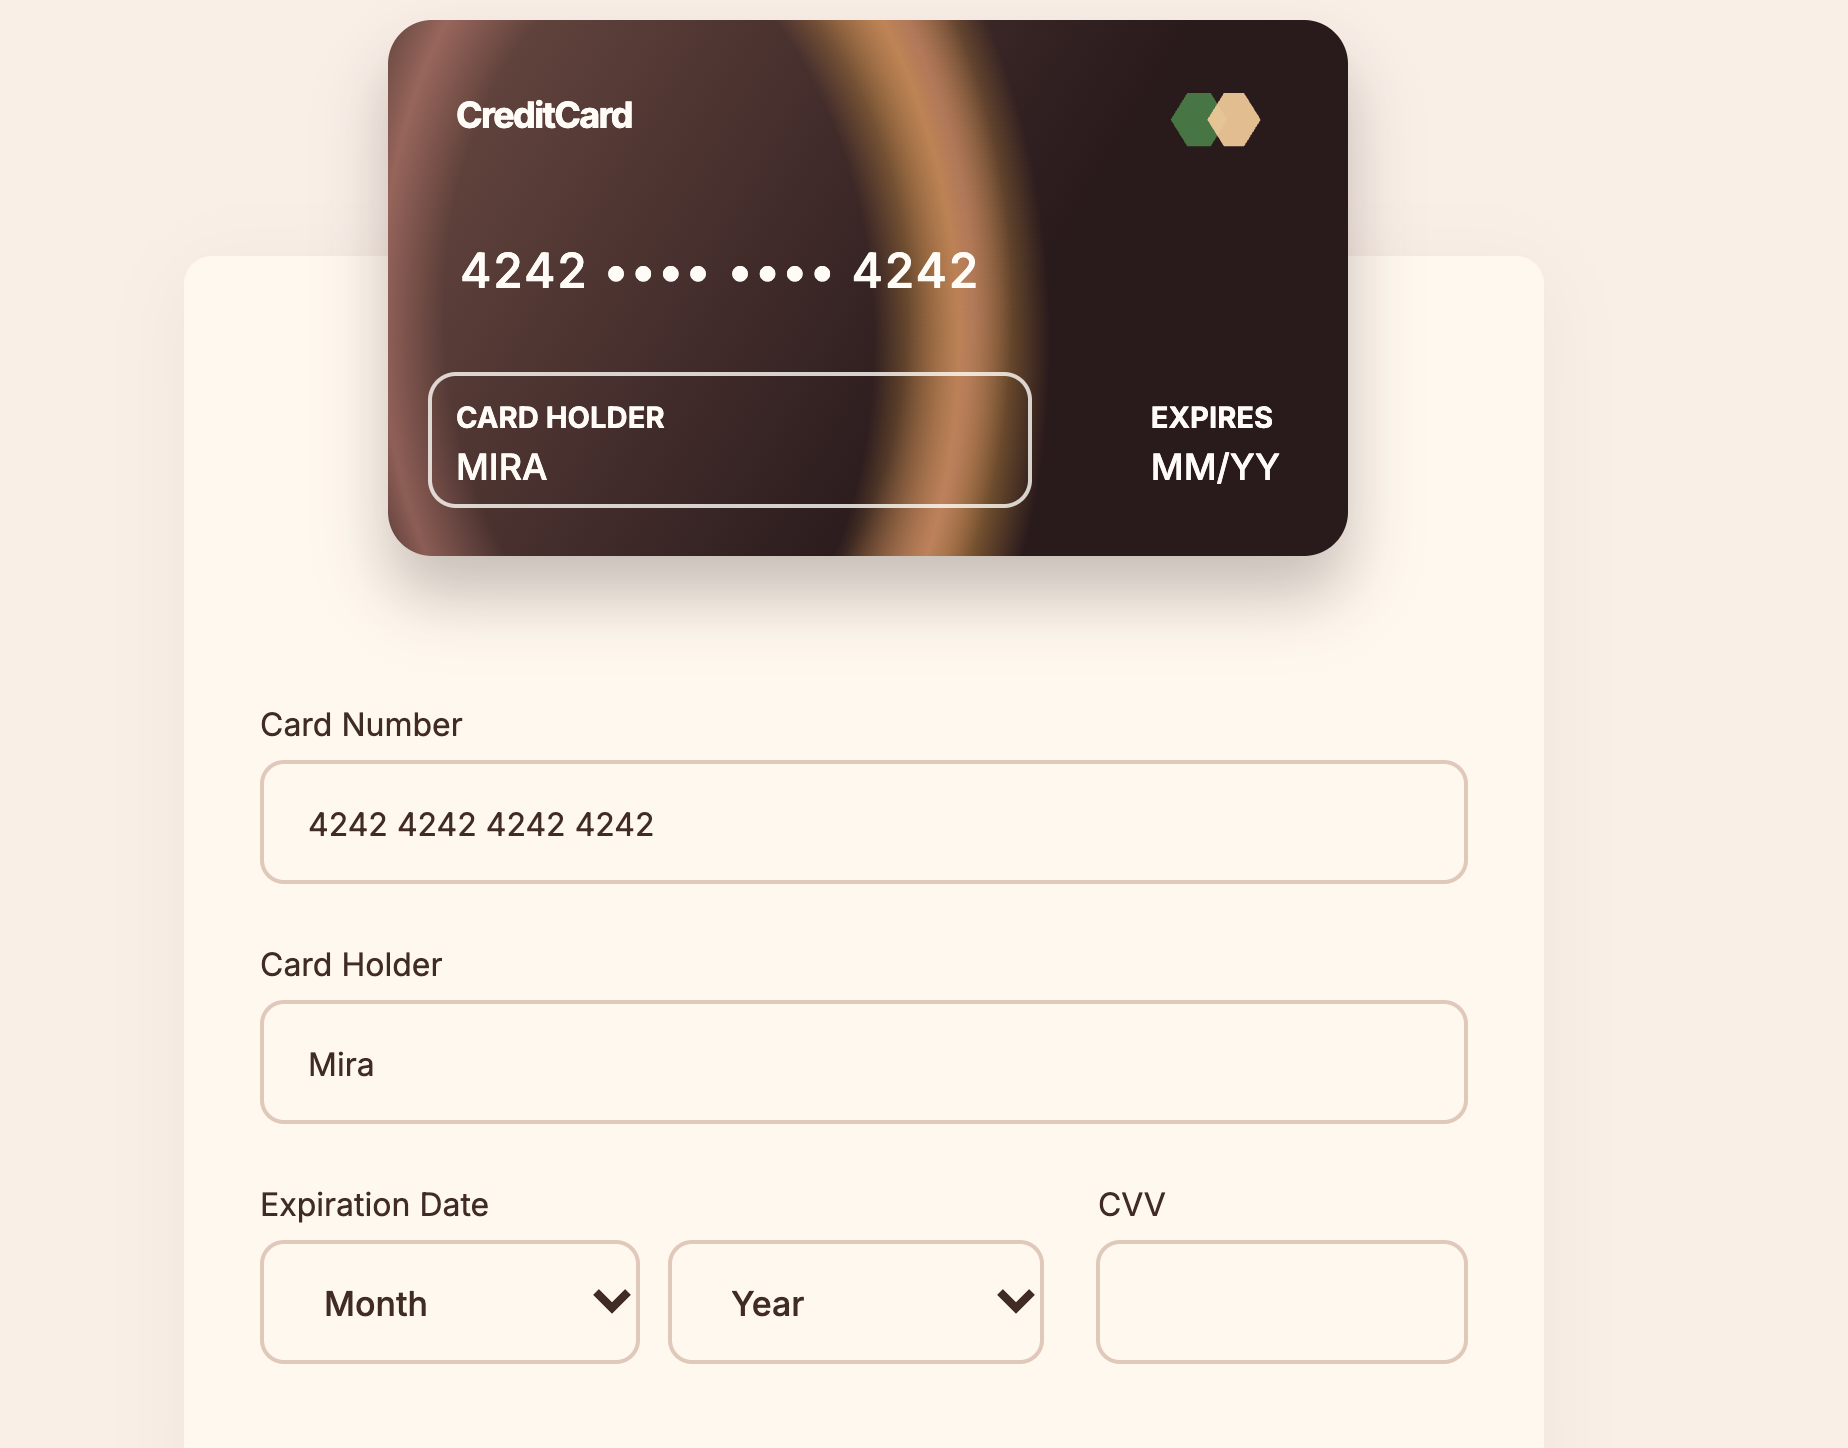 CreditCard
4242 •••• •••• 4242
CARD HOLDER
MIRA
EXPIRES
MM/YY
Card Number
4242 4242 4242 4242
Card Holder
Mira
Expiration Date
CVV
Month
Year